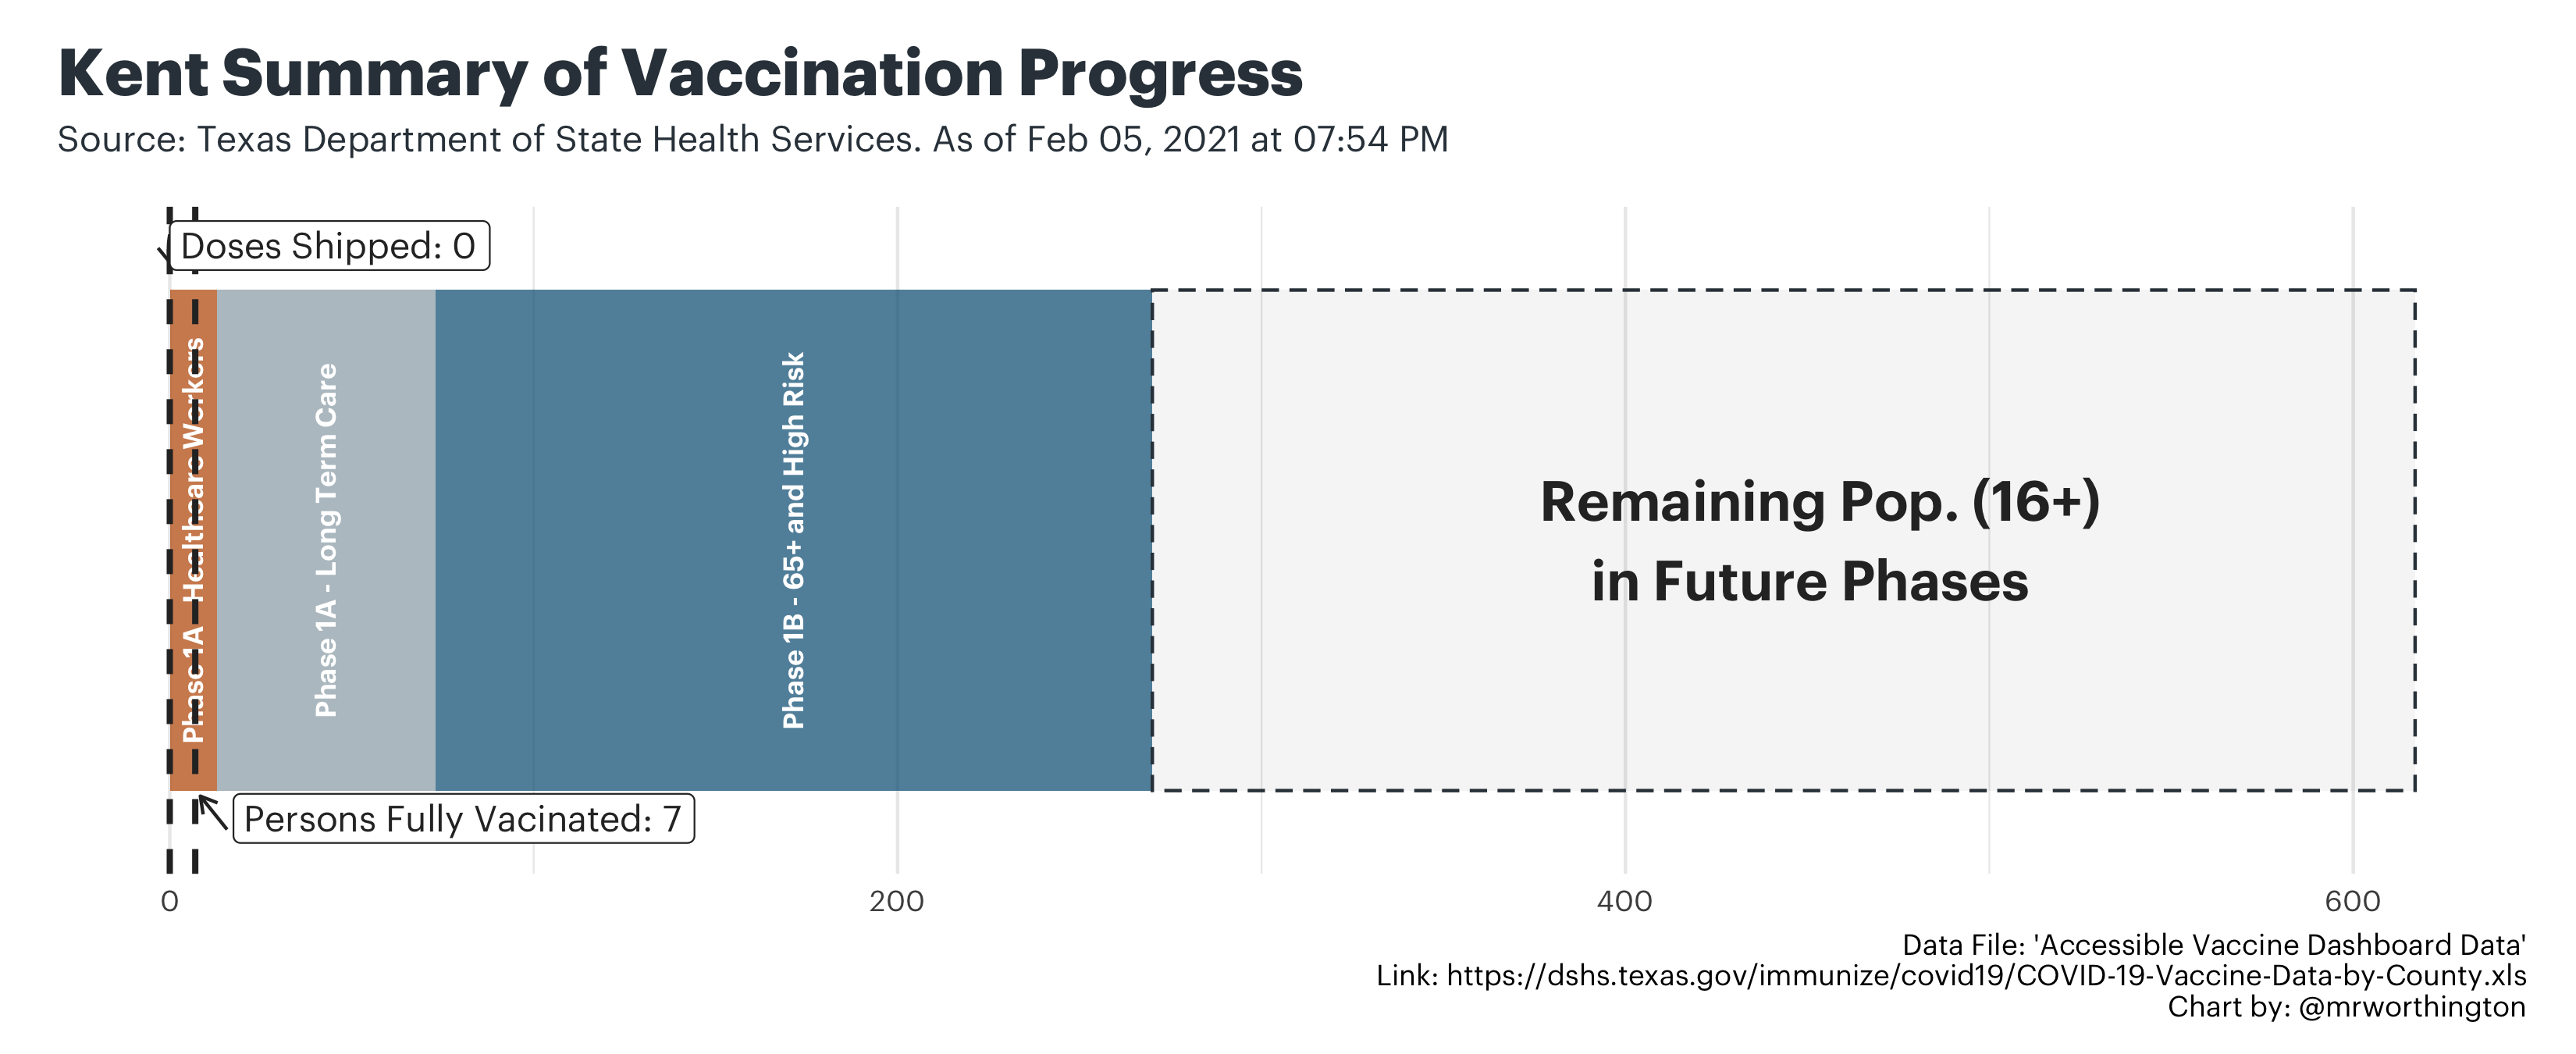 Kent Summary of Vaccination Progress
Source: Texas Department of State Health Services. As of Feb 05, 2021 at 07:54 PM
Doses Shipped: 0
Phase 1A - Healthcare Workers
Phase 1A - Long Term Care
Phase 1B - 65+ and High Risk
Remaining Pop. (16+)
in Future Phases
Persons Fully Vacinated: 7
0
200
400
600
Data File: 'Accessible Vaccine Dashboard Data'
Link: https://dshs.texas.gov/immunize/covid19/COVID-19-Vaccine-Data-by-County.xls
Chart by: @mrworthington